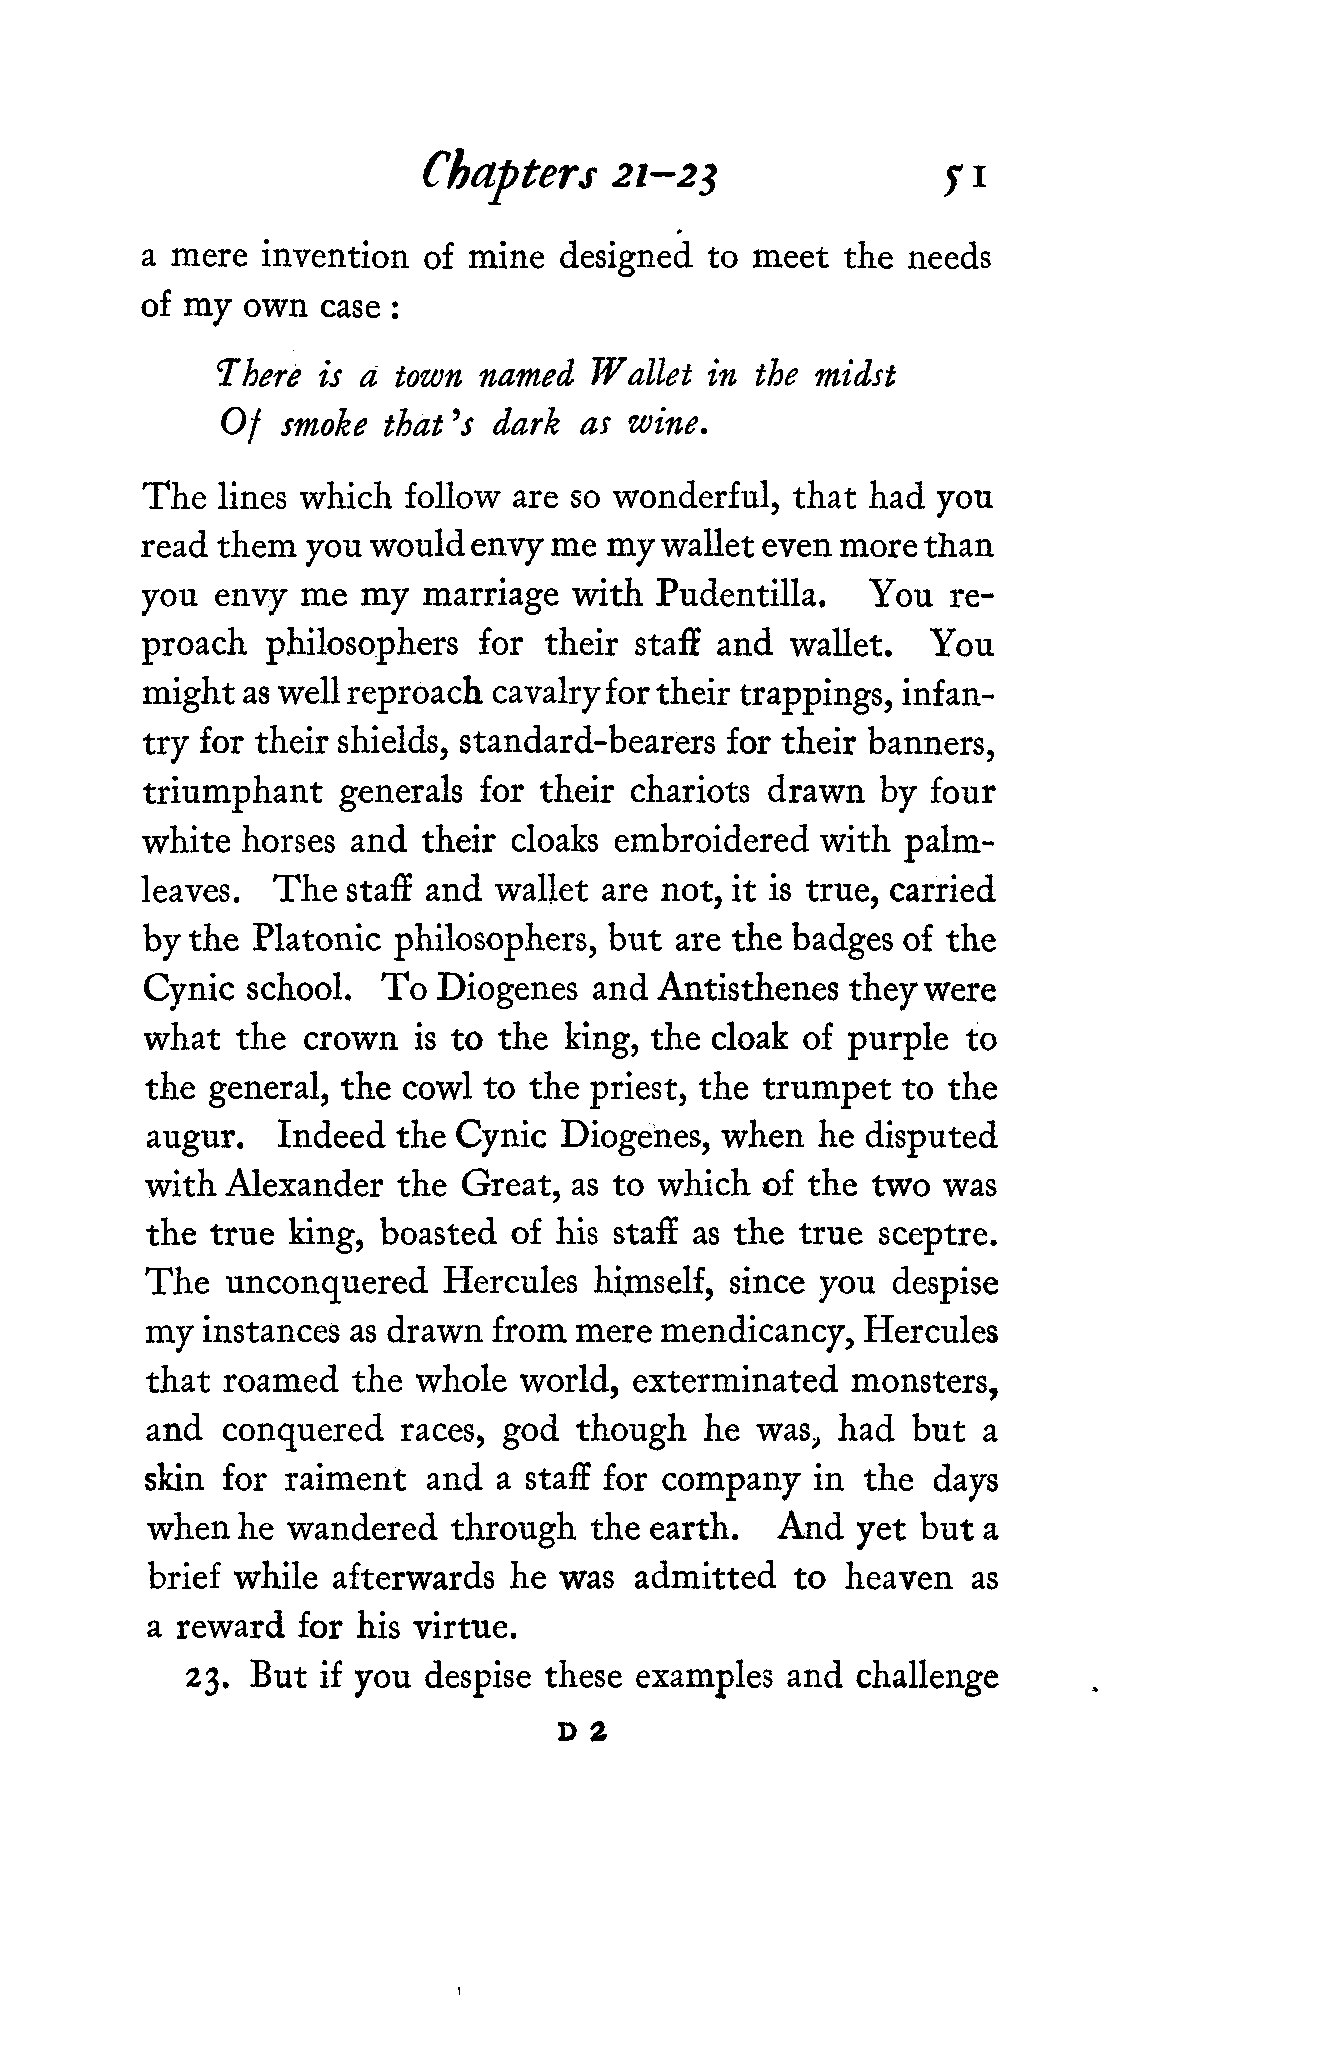 Chapters 21–23 51
a mere invention of mine designed to meet the needs
of my own case :
There is a town named Wallet in the midst
Of smoke that's dark as wine.
The lines which follow are so wonderful, that had you
read them you would envy me my wallet even more than
you envy me my marriage with Pudentilla. You re-
proach philosophers for their staff and wallet. You
might as well reproach cavalry for their trappings, infan-
try for their shields, standard-bearers for their banners,
triumphant generals for their chariots drawn by four
white horses and their cloaks embroidered with palm-
leaves. The staff and wallet are not, it is true, carried
by the Platonic philosophers, but are the badges of the
Cynic school. To Diogenes and Antisthenes they were
what the crown is to the king, the cloak of purple to
the general, the cowl to the priest, the trumpet to the
augur. Indeed the Cynic Diogenes, when he disputed
with Alexander the Great, as to which of the two was
the true king, boasted of his staff as the true sceptre.
The unconquered Hercules himself, since you despise
my instances as drawn from mere mendicancy, Hercules
that roamed the whole world, exterminated monsters,
and conquered races, god though he was, had but a
skin for raiment and a staff for company in the days
when he wandered through the earth. And yet but a
brief while afterwards he was admitted to heaven as
a reward for his virtue.
23. But if you despise these examples and challenge
D 2